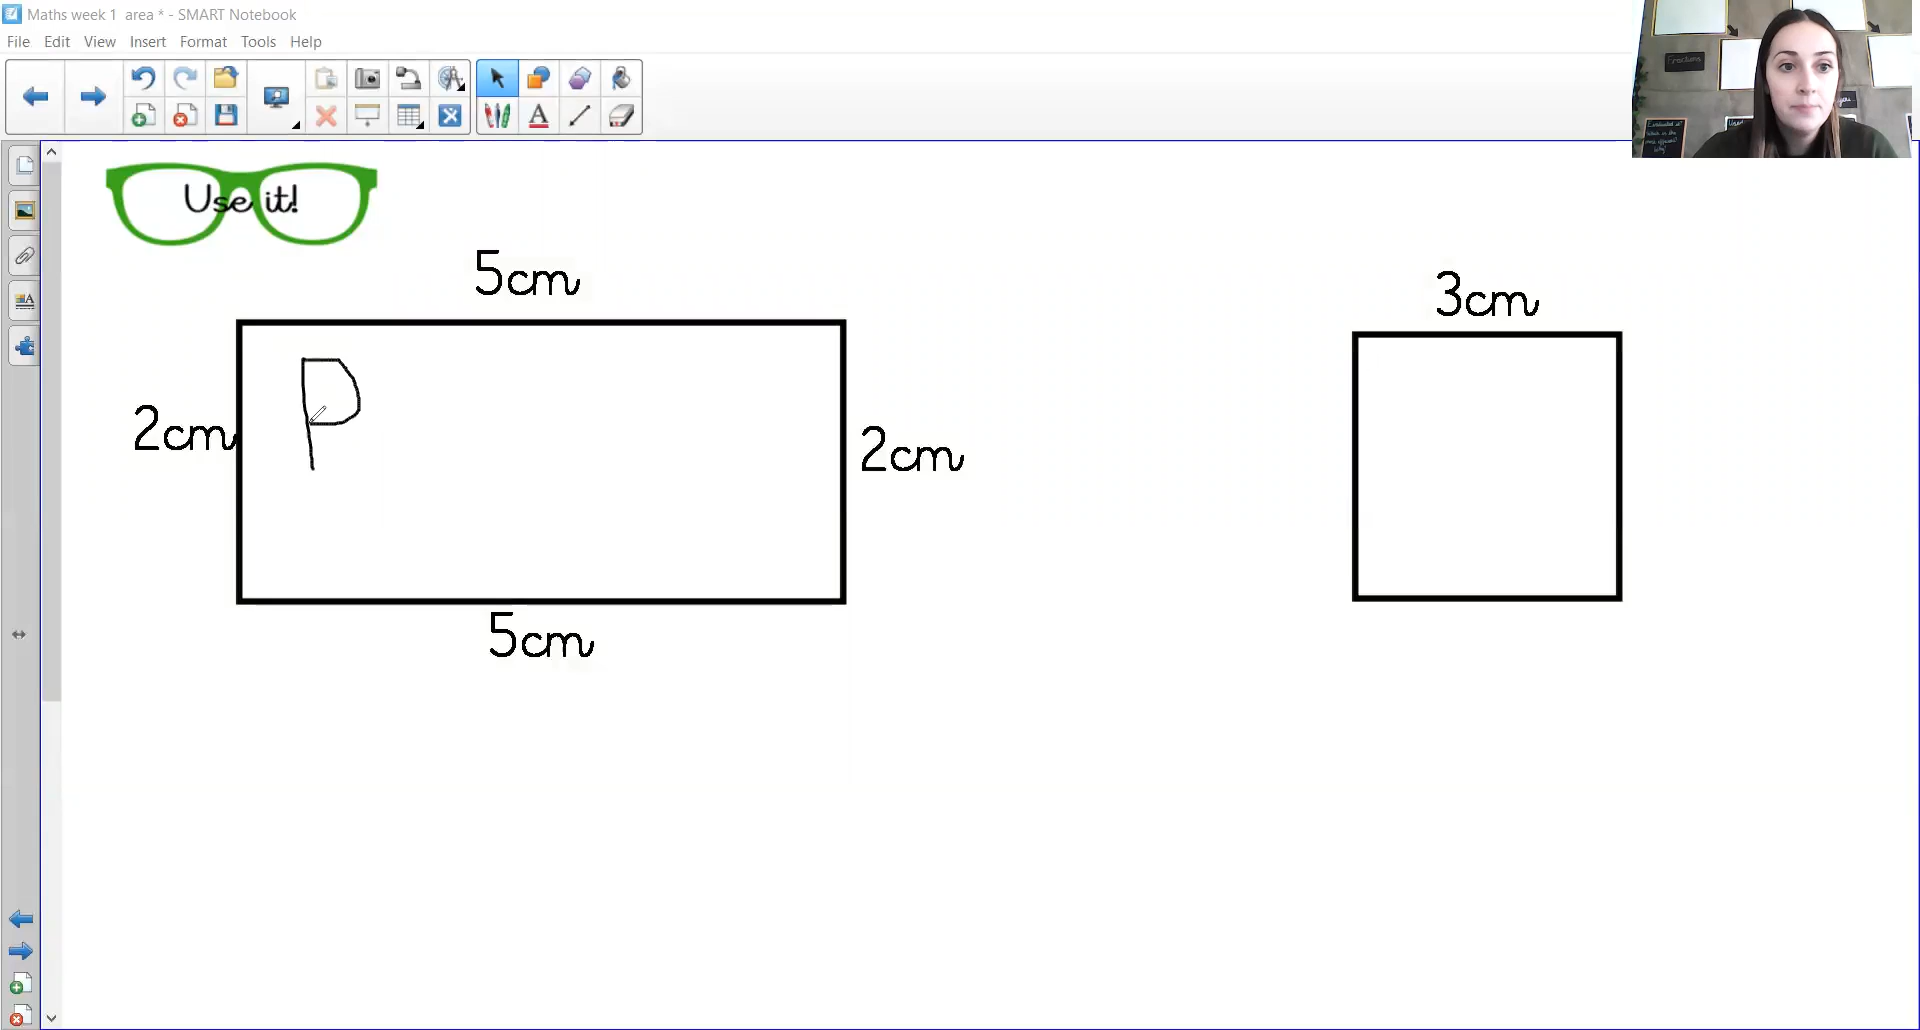 Maths week 1 area * - SMART Notebook
File Edit View Insert Format Tools Help
Fractions
Use it!
5cm
3cm
P
2cm
2cm
5cm